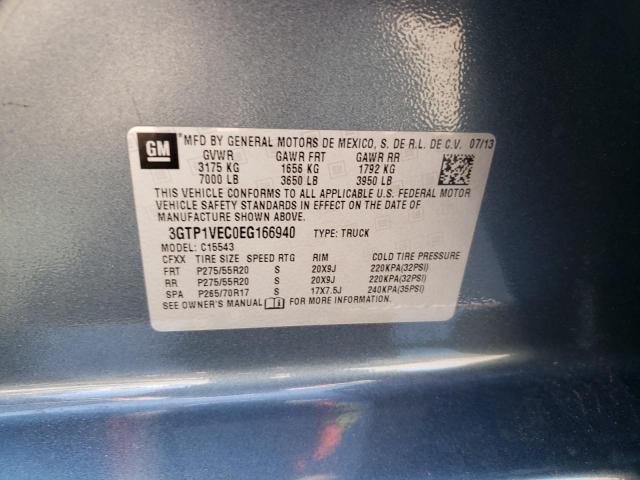 GM *MFD BY GENERAL MOTORS DE MEXICO, S. DE R.L. DE C.V. 07/13
GVWR GAWR FRT GAWR RR
3175 KG 1656 KG 1792 KG
7000 LB 3650 LB 3950 LB
THIS VEHICLE CONFORMS TO ALL APPLICABLE U.S. FEDERAL MOTOR
VEHICLE SAFETY STANDARDS IN EFFECT ON THE DATE OF
MANUFACTURE SHOWN ABOVE.
3GTP1VEC0EG166940 TYPE: TRUCK
MODEL: C15543
CFXX TIRE SIZE SPEED RTG RIM COLD TIRE PRESSURE
FRT P275/55R20 S 20X9J 220KPA(32PSI)
RR P275/55R20 S 20X9J 220KPA(32PSI)
SPA P265/70R17 S 17X7.5J 240KPA(35PSI)
SEE OWNER'S MANUAL FOR MORE INFORMATION.